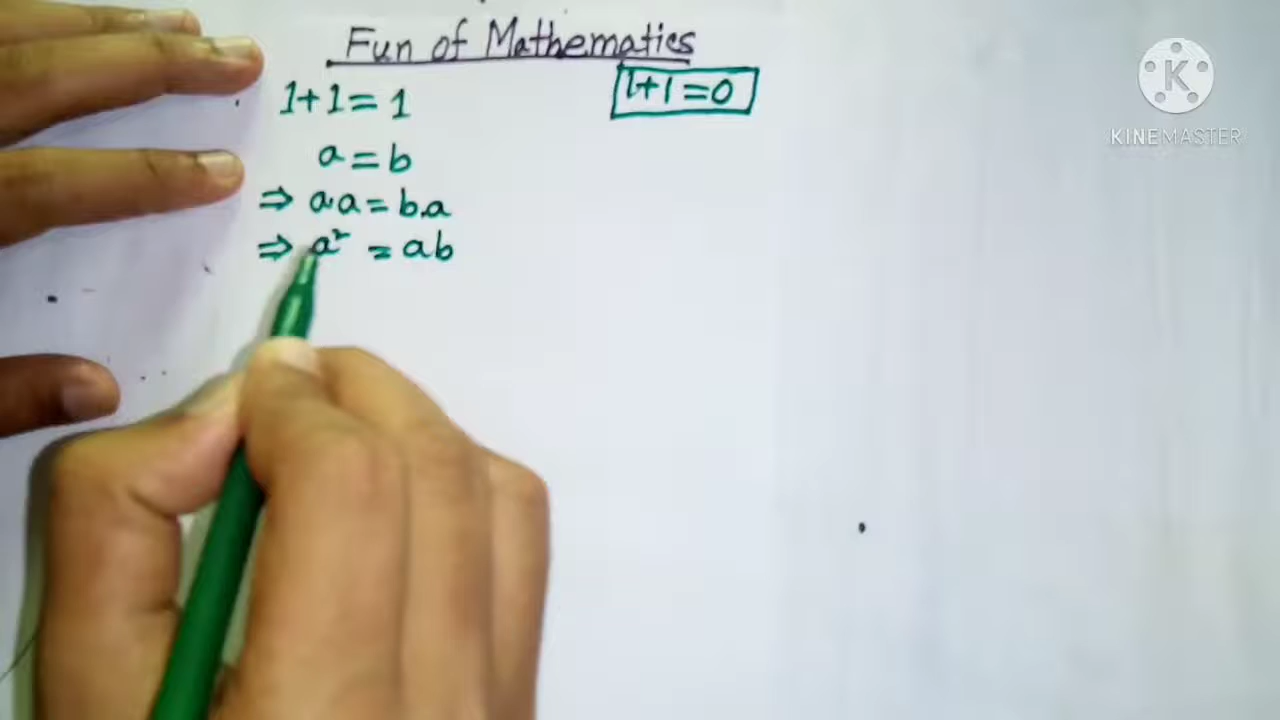 Fun of Mathematics
1+1=1
1+1=0
a=b
⇒ a.a=b.a
⇒ a² = ab
K
KINEMASTER